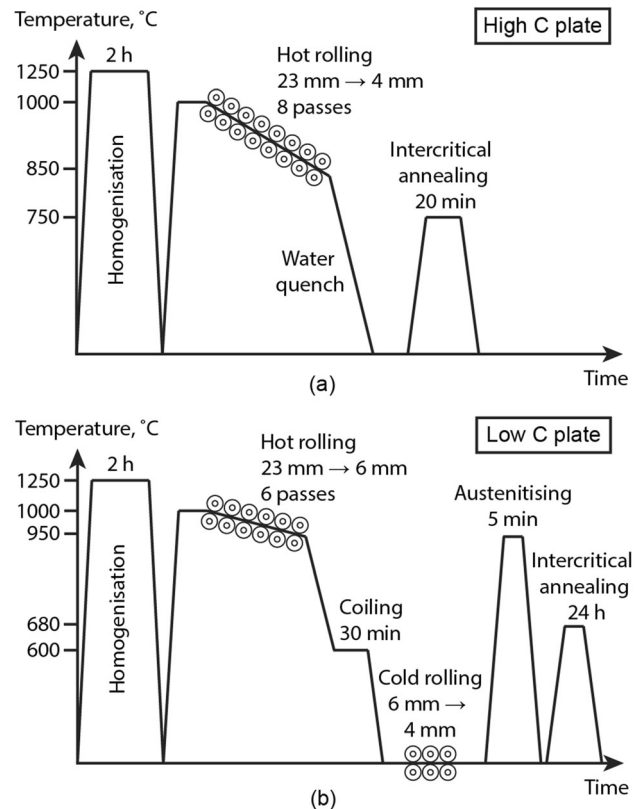 Temperature, ˚C
High C plate
2 h
1250
1000
850
750
Homogenisation
Hot rolling
23 mm → 4 mm
8 passes
Water
quench
Intercritical
annealing
20 min
Time
(a)
Temperature, ˚C
Low C plate
2 h
1250
1000
950
680
600
Homogenisation
Hot rolling
23 mm → 6 mm
6 passes
Coiling
30 min
Cold rolling
6 mm →
4 mm
Austenitising
5 min
Intercritical
annealing
24 h
Time
(b)